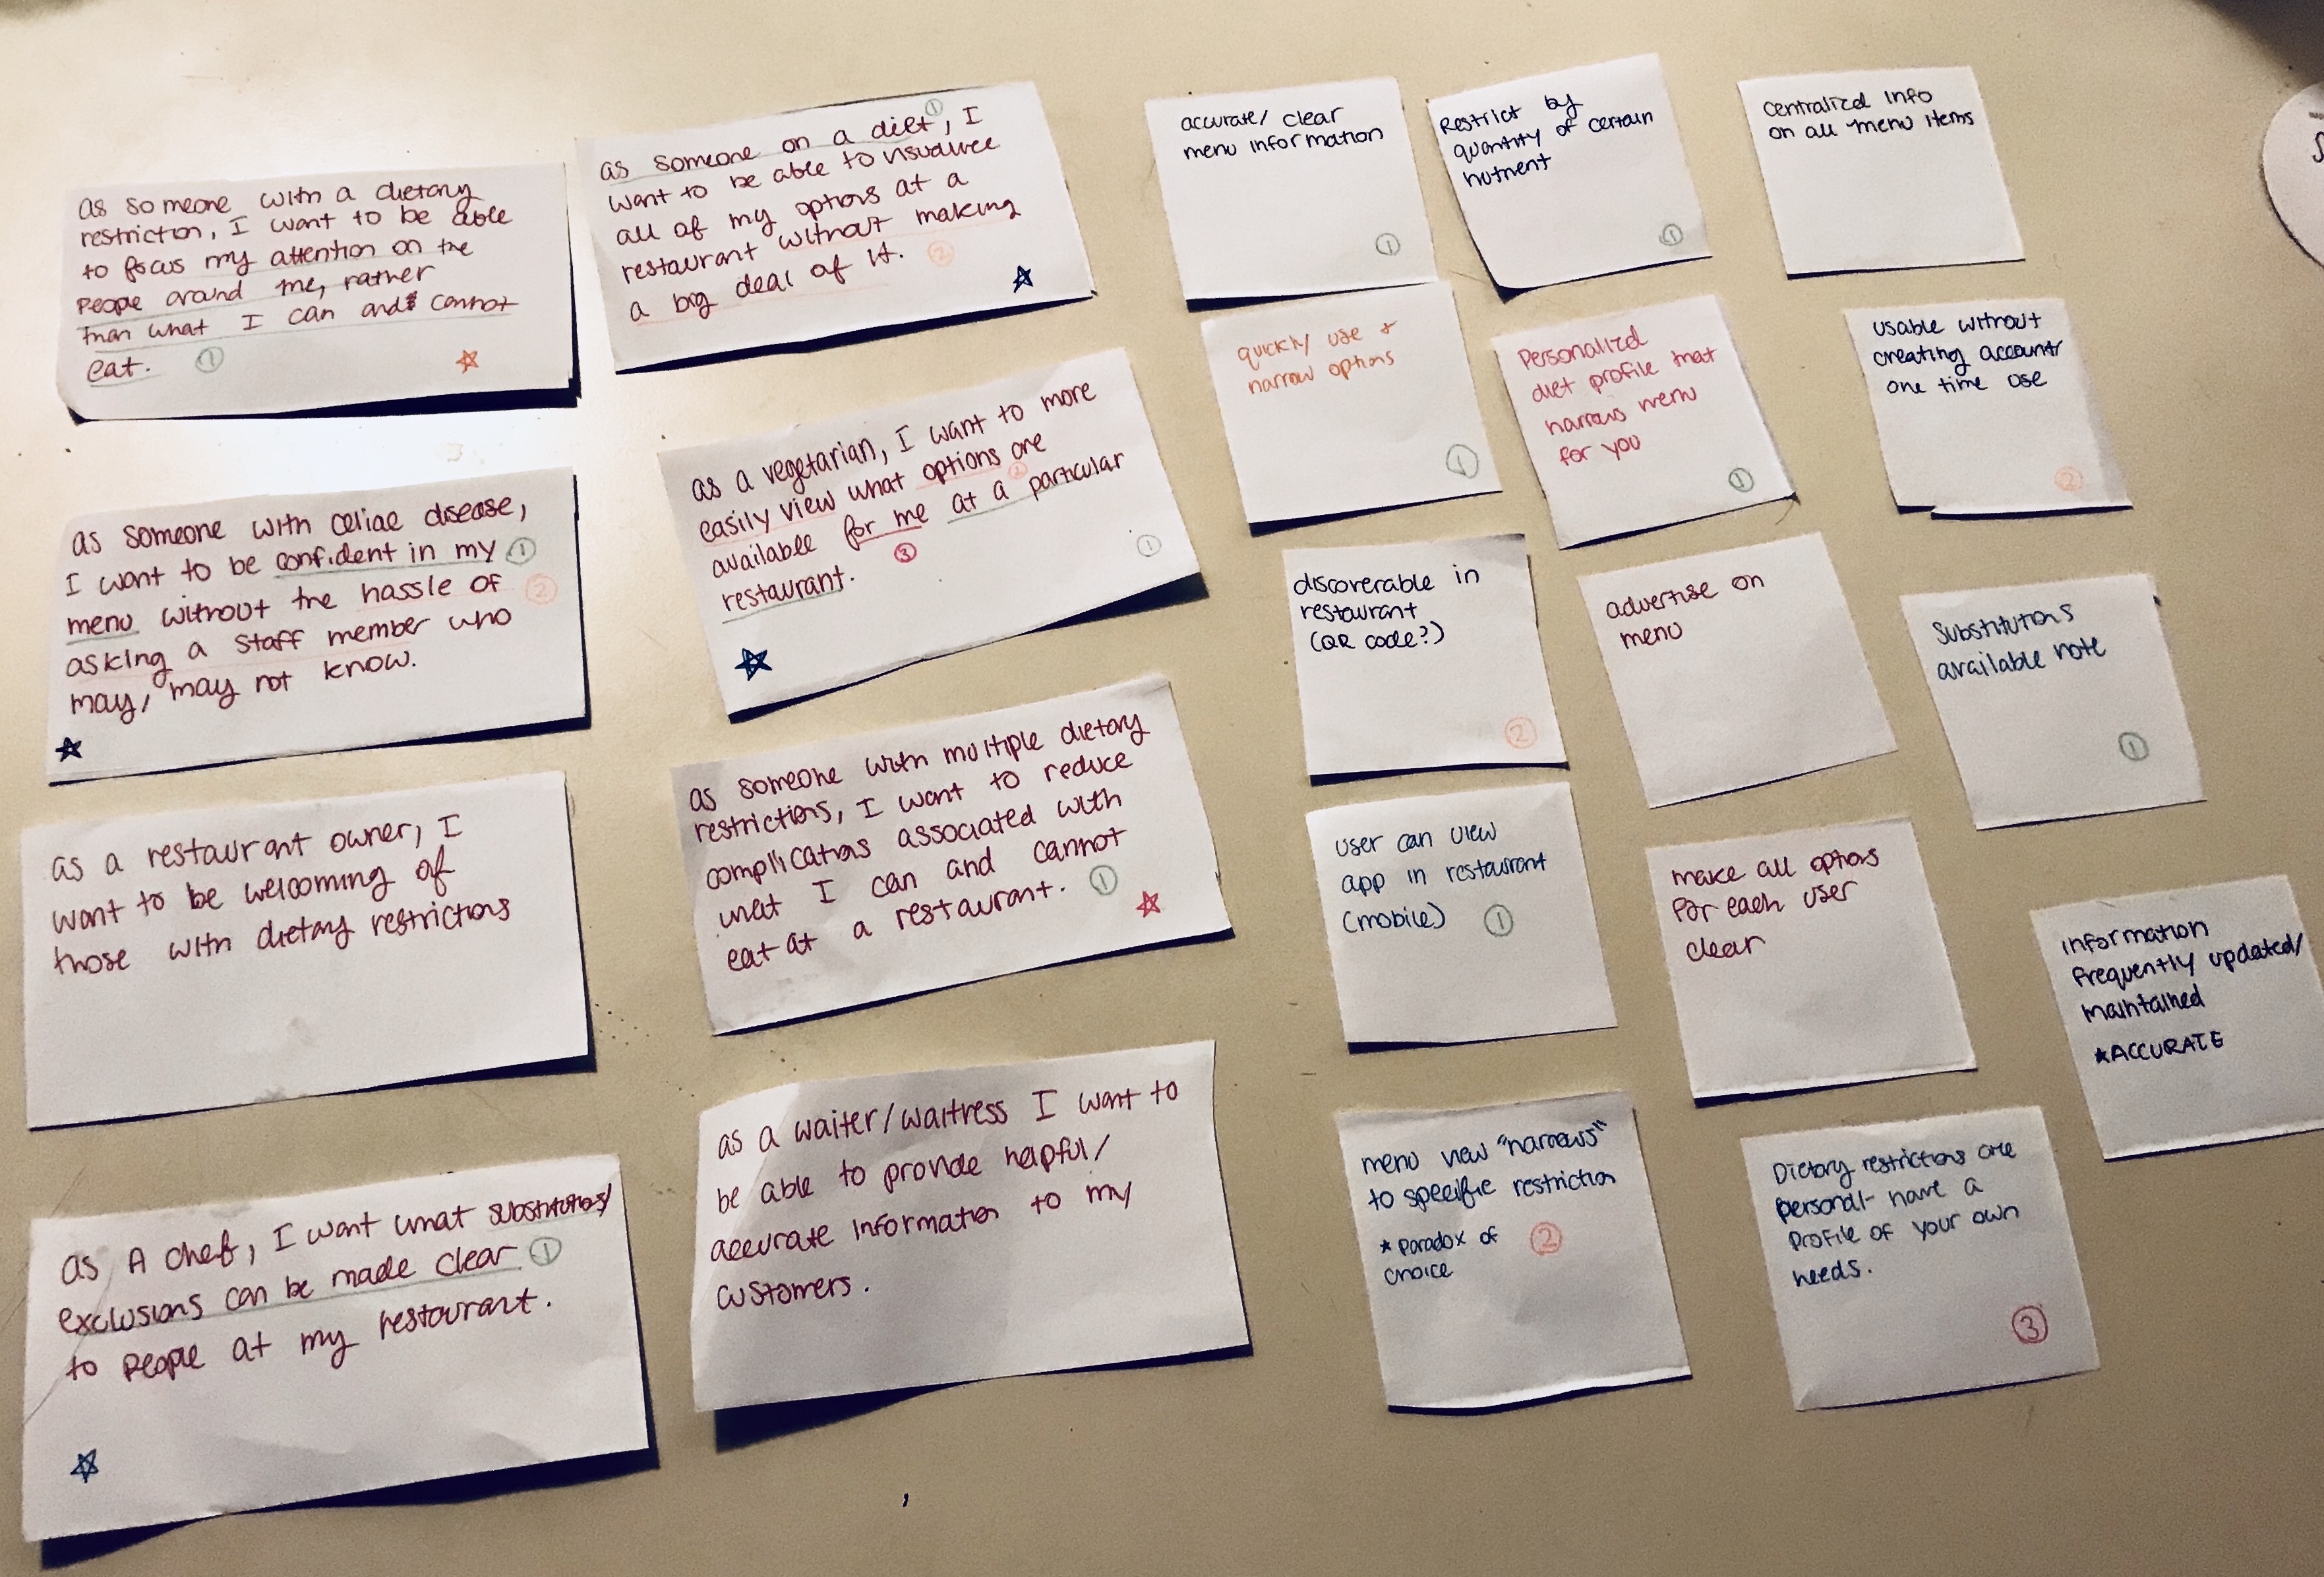 as someone with a dietary
restriction, I want to be able
to focus my attention on the
people around me, rather
than what I can and cannot
eat. ①
as someone on a diet①, I
want to be able to visualize
all of my options at a
restaurant without making
a big deal of it. ②
as someone with celiac disease,
I want to be confident in my ①
menu without the hassle of ②
asking a staff member who
may/may not know.
as a vegetarian, I want to more
easily view what options are
②
available for me at a particular
③
restaurant. ①
as a restaurant owner, I
want to be welcoming of
those with dietary restrictions
as someone with multiple dietary
restrictions, I want to reduce
complications associated with
what I can and cannot
eat at a restaurant. ①
as A chef, I want what substitutions/
exclusions can be made clear ①
to people at my restaurant.
as a waiter/waitress I want to
be able to provide helpful/
accurate information to my
customers.
accurate/clear
menu information
①
Restrict by
quantity of certain
nutrient
①
centralized info
on all menu items
quickly use +
narrow options
①
Personalized
diet profile that
narrows menu
for you
①
usable without
creating account/
one time use
②
discoverable in
restaurant
(QR code?)
②
advertise on
menu
Substitutions
available note
①
user can view
app in restaurant
(mobile) ①
make all options
for each user
clear
information
frequently updated/
maintained
*ACCURATE
menu view "narrows"
to specific restriction
* paradox of ②
choice
Dietary restrictions are
personal- have a
profile of your own
needs.
③